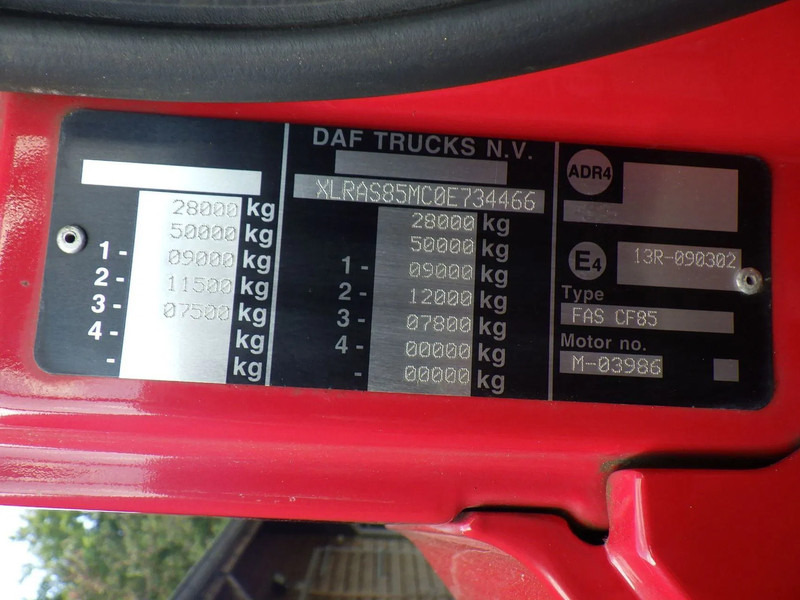 28000 kg
50000 kg
1- 09000 kg
2- 11500 kg
3- 07500 kg
4- kg
- kg
DAF TRUCKS N.V.
XLRAS85MC0E734466
28000 kg
50000 kg
1- 09000 kg
2- 12000 kg
3- 07800 kg
4- 00000 kg
- 00000 kg
ADR4
E4 13R-090302
Type
FAS CF85
Motor no.
M-03986